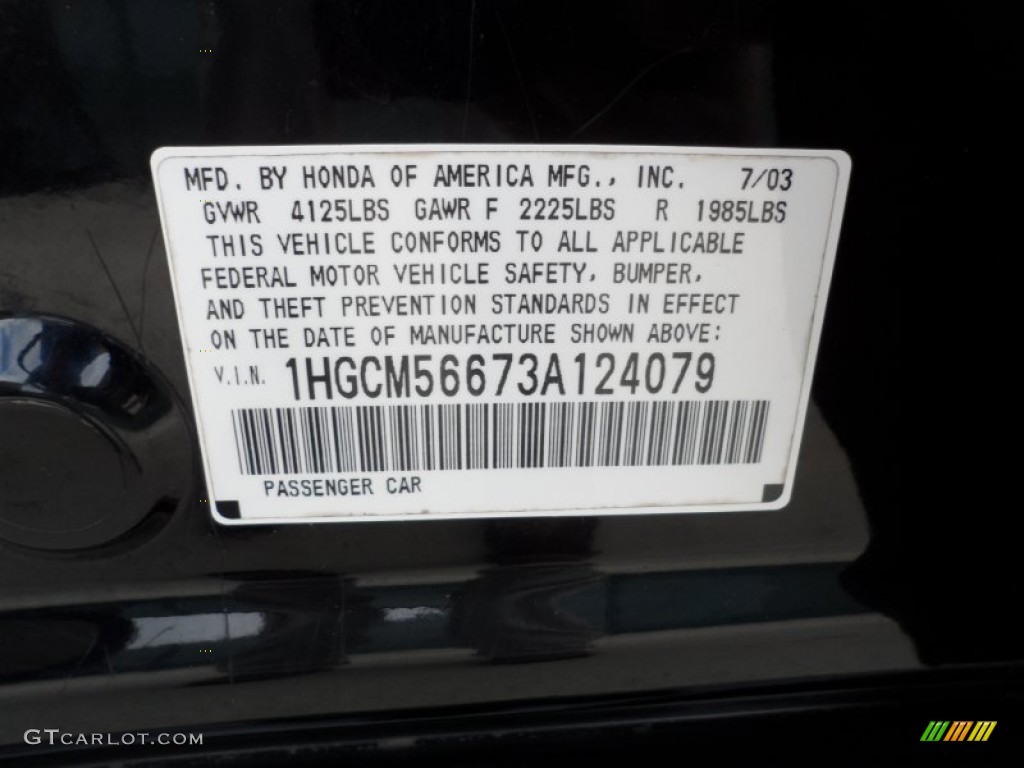 MFD. BY HONDA OF AMERICA MFG., INC. 7/03
GVWR 4125LBS GAWR F 2225LBS R 1985LBS
THIS VEHICLE CONFORMS TO ALL APPLICABLE
FEDERAL MOTOR VEHICLE SAFETY, BUMPER,
AND THEFT PREVENTION STANDARDS IN EFFECT
ON THE DATE OF MANUFACTURE SHOWN ABOVE:
V.I.N. 1HGCM56673A124079
PASSENGER CAR
GTCARLOT.COM